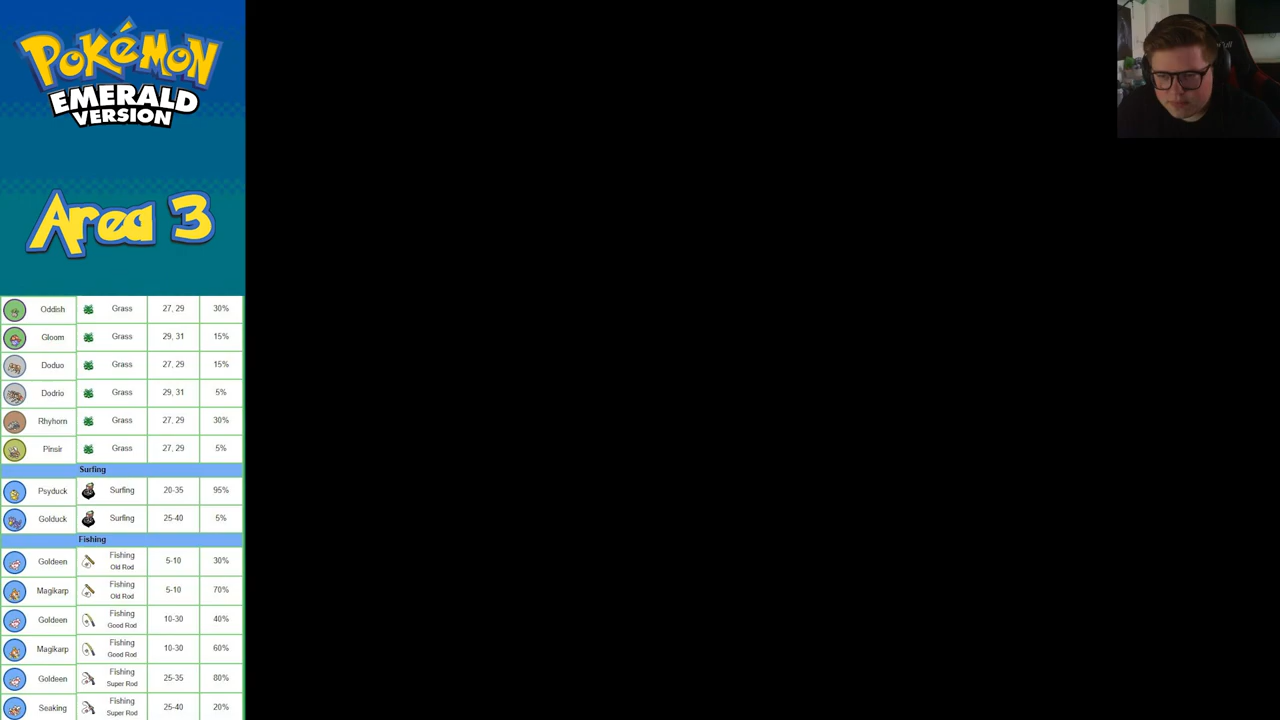 POKéMON
EMERALD
VERSION
Area 3
Oddish Grass 27, 29 30%
Gloom Grass 29, 31 15%
Doduo Grass 27, 29 15%
Dodrio Grass 29, 31 5%
Rhyhorn Grass 27, 29 30%
Pinsir Grass 27, 29 5%
Surfing
Psyduck Surfing 20-35 95%
Golduck Surfing 25-40 5%
Fishing
Goldeen Fishing Old Rod 5-10 30%
Magikarp Fishing Old Rod 5-10 70%
Goldeen Fishing Good Rod 10-30 40%
Magikarp Fishing Good Rod 10-30 60%
Goldeen Fishing Super Rod 25-35 80%
Seaking Fishing Super Rod 25-40 20%